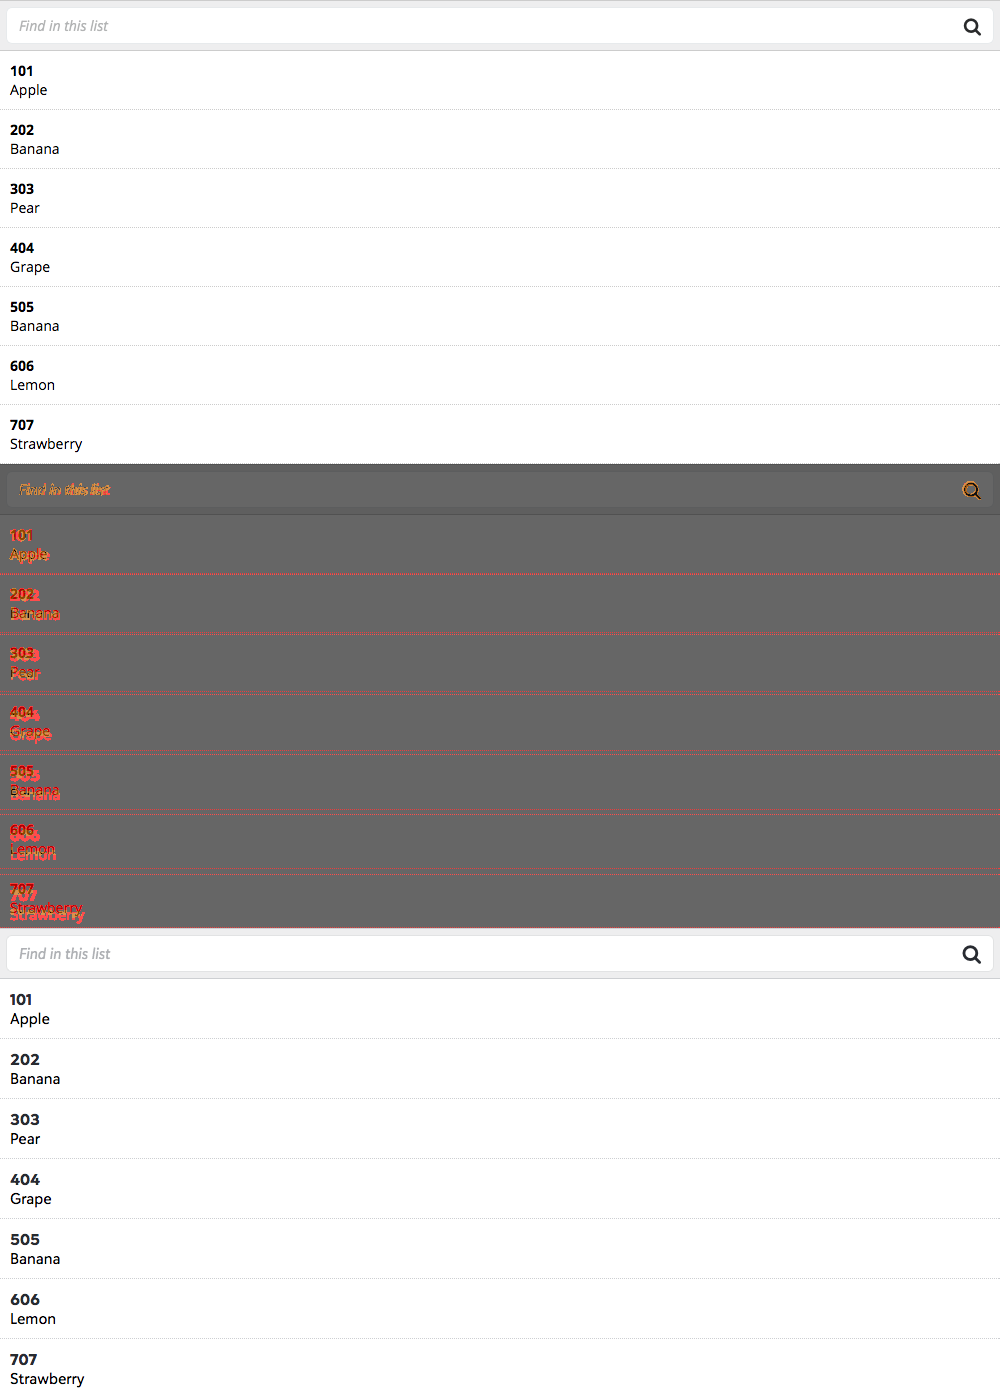 Find in this list
101
Apple
202
Banana
303
Pear
404
Grape
505
Banana
606
Lemon
707
Strawberry
Find in this list
101
Apple
202
Banana
303
Pear
404
Grape
505
Banana
606
Lemon
707
Strawberry
Find in this list
101
Apple
202
Banana
303
Pear
404
Grape
505
Banana
606
Lemon
707
Strawberry